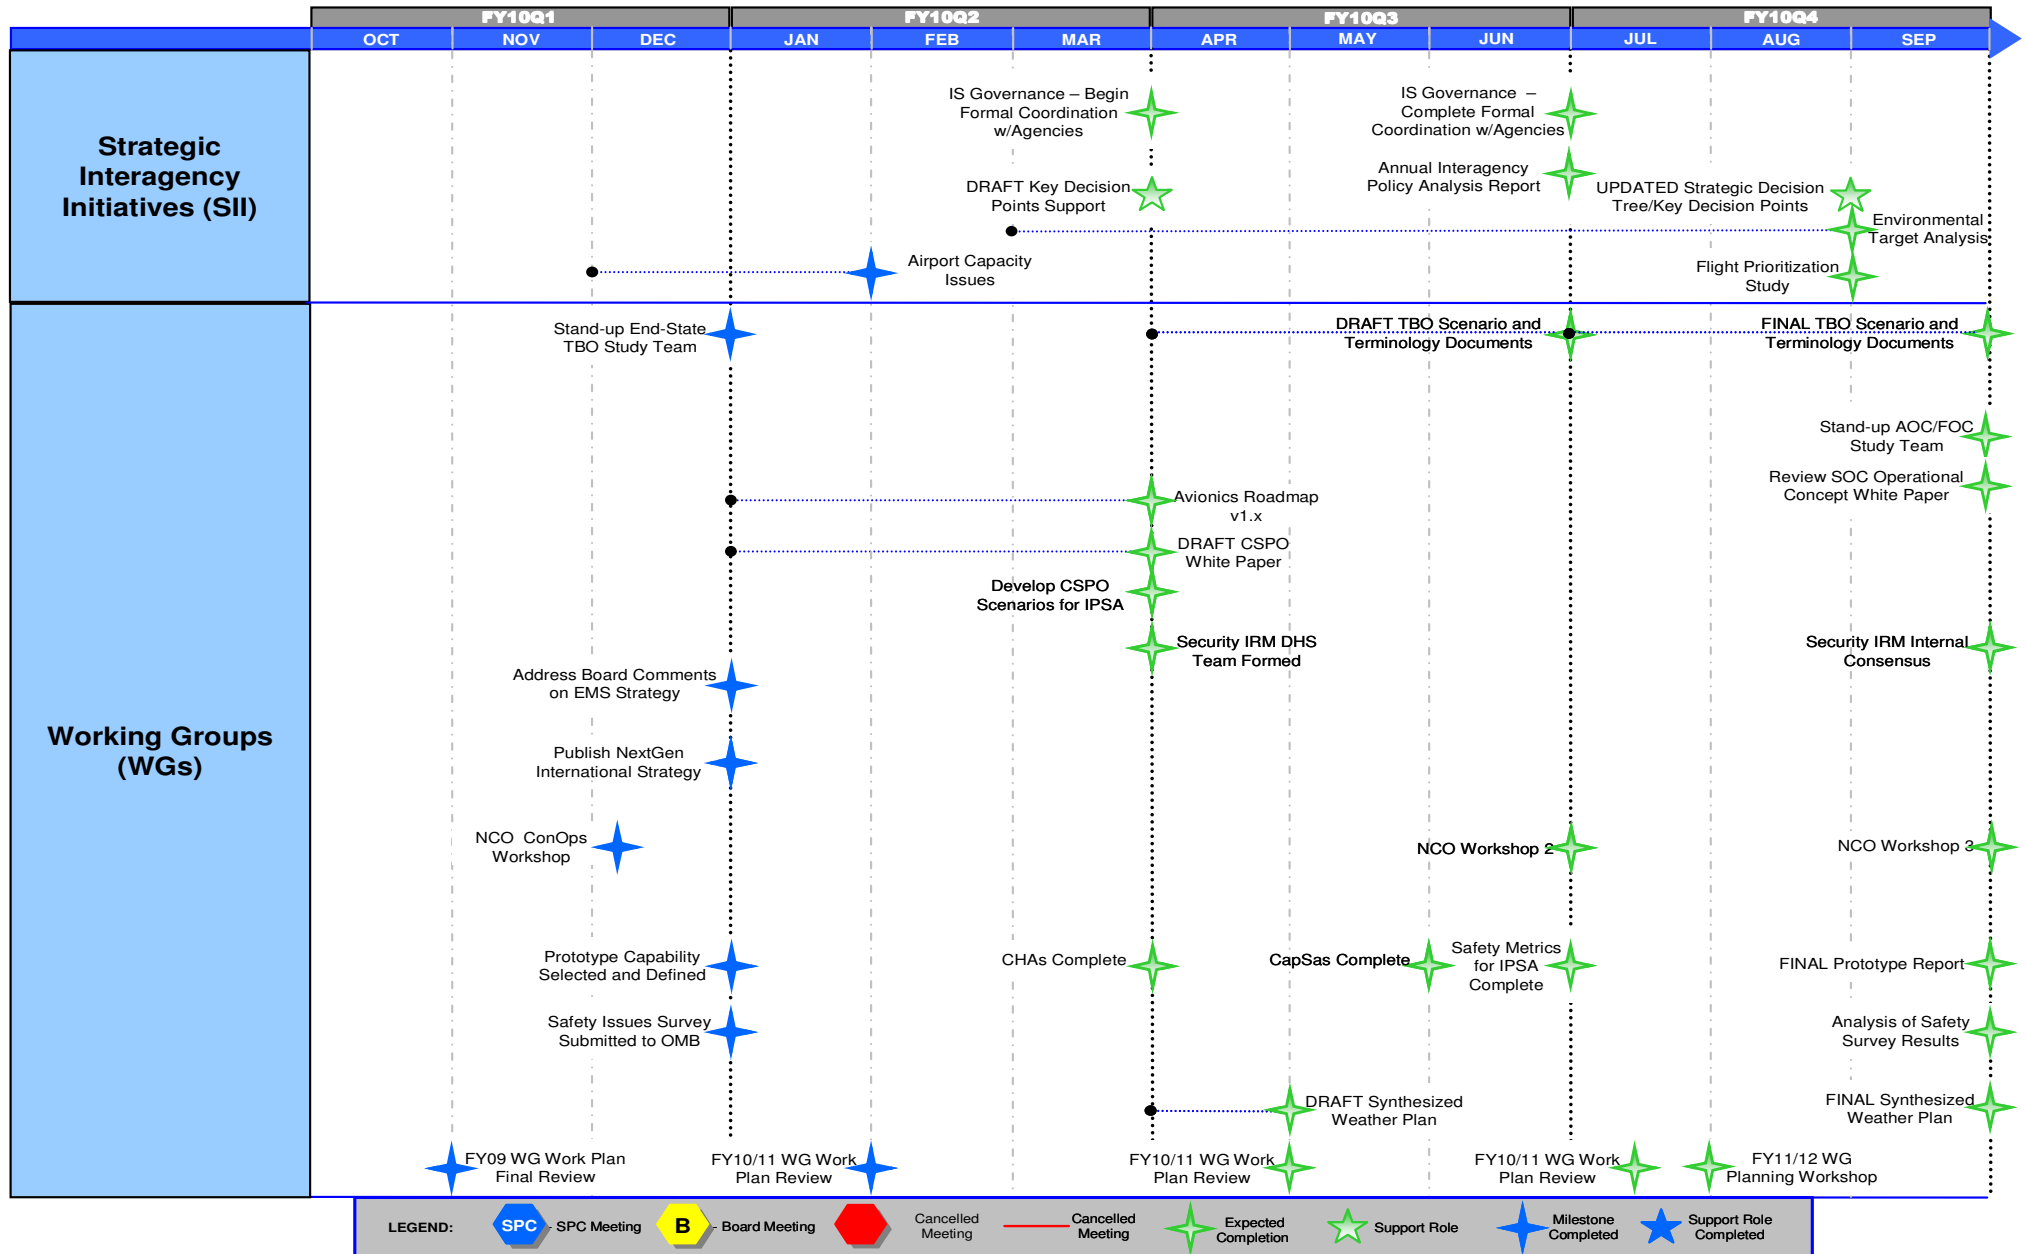 FY10Q1 FY10Q2 FY10Q3 FY10Q4
OCT NOV DEC JAN FEB MAR APR MAY JUN JUL AUG SEP
Strategic
Interagency
Initiatives (SII)
IS Governance – Begin
Formal Coordination
w/Agencies
IS Governance –
Complete Formal
Coordination w/Agencies
DRAFT Key Decision
Points Support
Annual Interagency
Policy Analysis Report
UPDATED Strategic Decision
Tree/Key Decision Points
Environmental
Target Analysis
Airport Capacity
Issues
Flight Prioritization
Study
Working Groups
(WGs)
Stand-up End-State
TBO Study Team
DRAFT TBO Scenario and
Terminology Documents
FINAL TBO Scenario and
Terminology Documents
Stand-up AOC/FOC
Study Team
Review SOC Operational
Concept White Paper
Avionics Roadmap
v1.x
DRAFT CSPO
White Paper
Develop CSPO
Scenarios for IPSA
Security IRM DHS
Team Formed
Security IRM Internal
Consensus
Address Board Comments
on EMS Strategy
Publish NextGen
International Strategy
NCO ConOps
Workshop
NCO Workshop 2
NCO Workshop 3
Prototype Capability
Selected and Defined
CHAs Complete
CapSas Complete
Safety Metrics
for IPSA
Complete
FINAL Prototype Report
Safety Issues Survey
Submitted to OMB
Analysis of Safety
Survey Results
DRAFT Synthesized
Weather Plan
FINAL Synthesized
Weather Plan
FY09 WG Work Plan
Final Review
FY10/11 WG Work
Plan Review
FY10/11 WG Work
Plan Review
FY10/11 WG Work
Plan Review
FY11/12 WG
Planning Workshop
LEGEND:
SPC - SPC Meeting
B - Board Meeting
Cancelled
Meeting
Cancelled
Meeting
Expected
Completion
Support Role
Milestone
Completed
Support Role
Completed